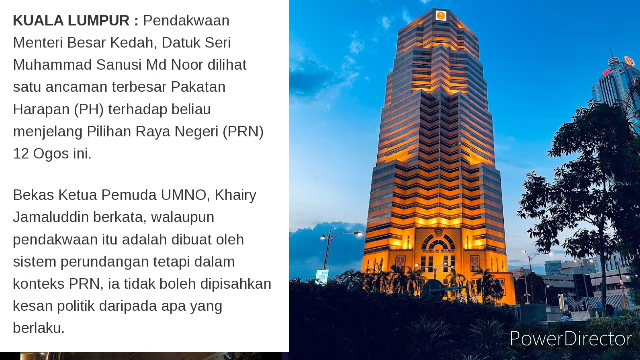 KUALA LUMPUR : Pendakwaan
Menteri Besar Kedah, Datuk Seri
Muhammad Sanusi Md Noor dilihat
satu ancaman terbesar Pakatan
Harapan (PH) terhadap beliau
menjelang Pilihan Raya Negeri (PRN)
12 Ogos ini.
Bekas Ketua Pemuda UMNO, Khairy
Jamaluddin berkata, walaupun
pendakwaan itu adalah dibuat oleh
sistem perundangan tetapi dalam
konteks PRN, ia tidak boleh dipisahkan
kesan politik daripada apa yang
berlaku.
PowerDirector